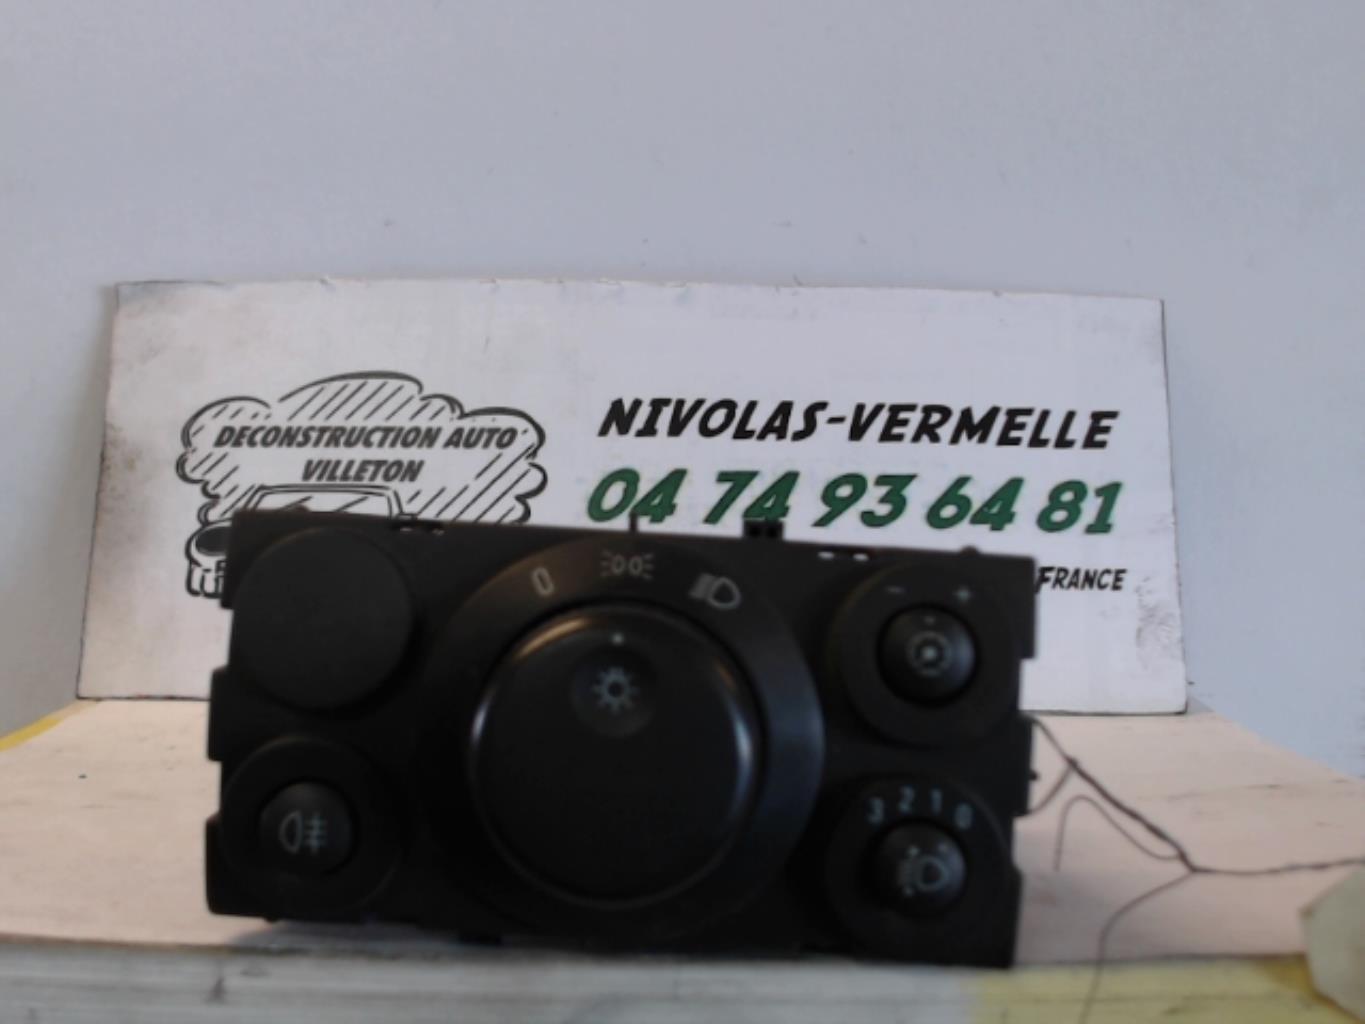 DECONSTRUCTION AUTO
VILLETON
NIVOLAS-VERMELLE
04 74 93 64 81
FRANCE
0
- +
3 2 1 0